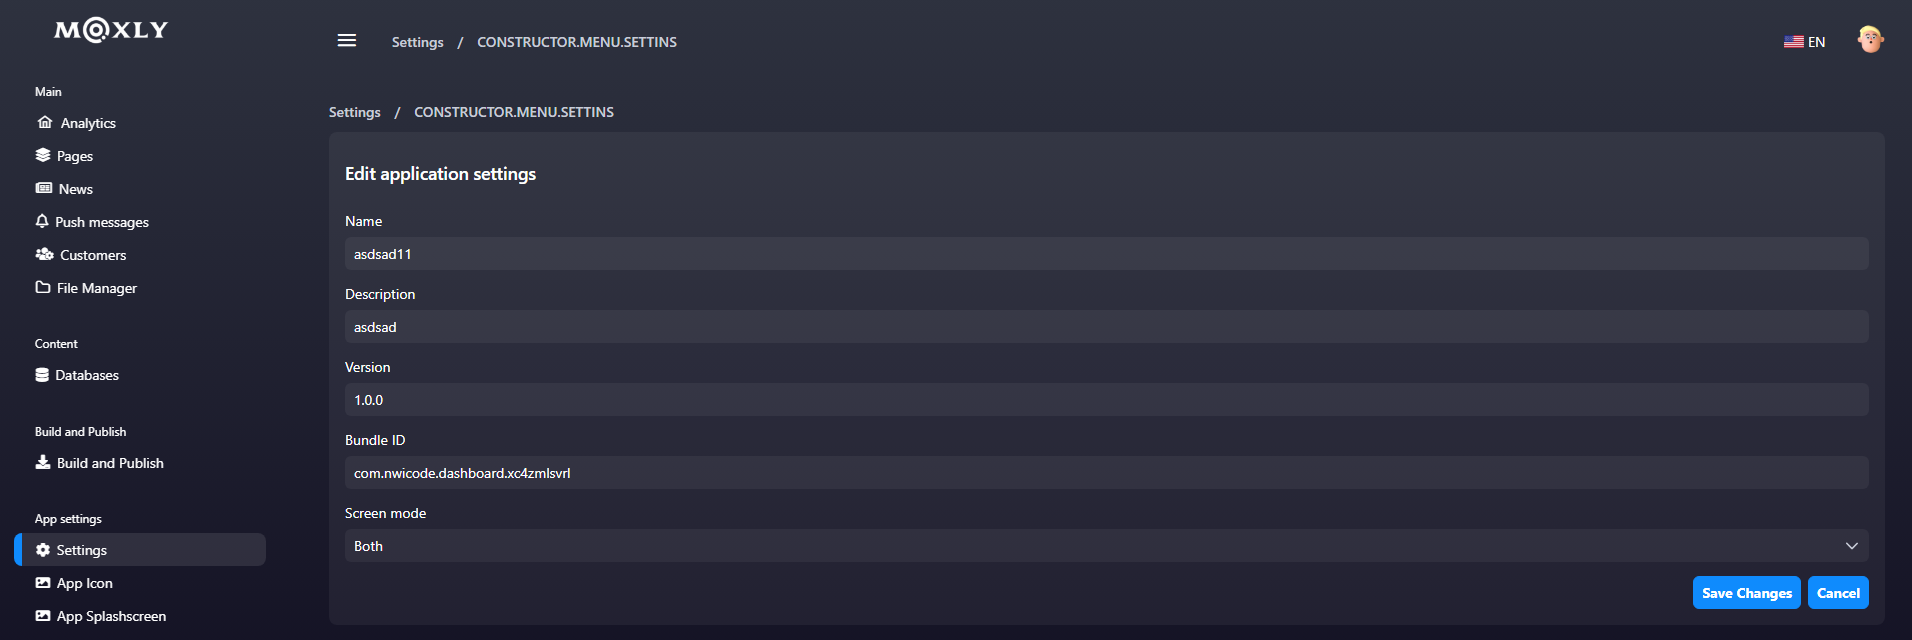 MOXLY
Settings / CONSTRUCTOR.MENU.SETTINS
EN
Main
Analytics
Pages
News
Push messages
Customers
File Manager
Content
Databases
Build and Publish
Build and Publish
App settings
Settings
App Icon
App Splashscreen
Settings / CONSTRUCTOR.MENU.SETTINS
Edit application settings
Name
asdsad11
Description
asdsad
Version
1.0.0
Bundle ID
com.nwicode.dashboard.xc4zmlsvrl
Screen mode
Both
Save Changes
Cancel